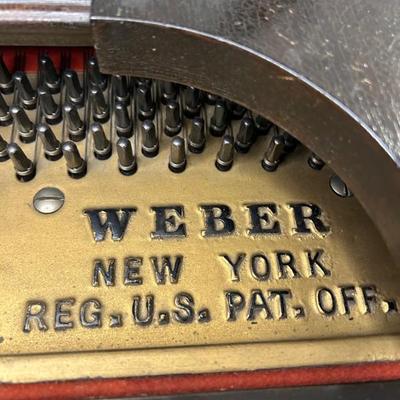 WEBER
NEW YORK
REG. U.S. PAT. OFF.